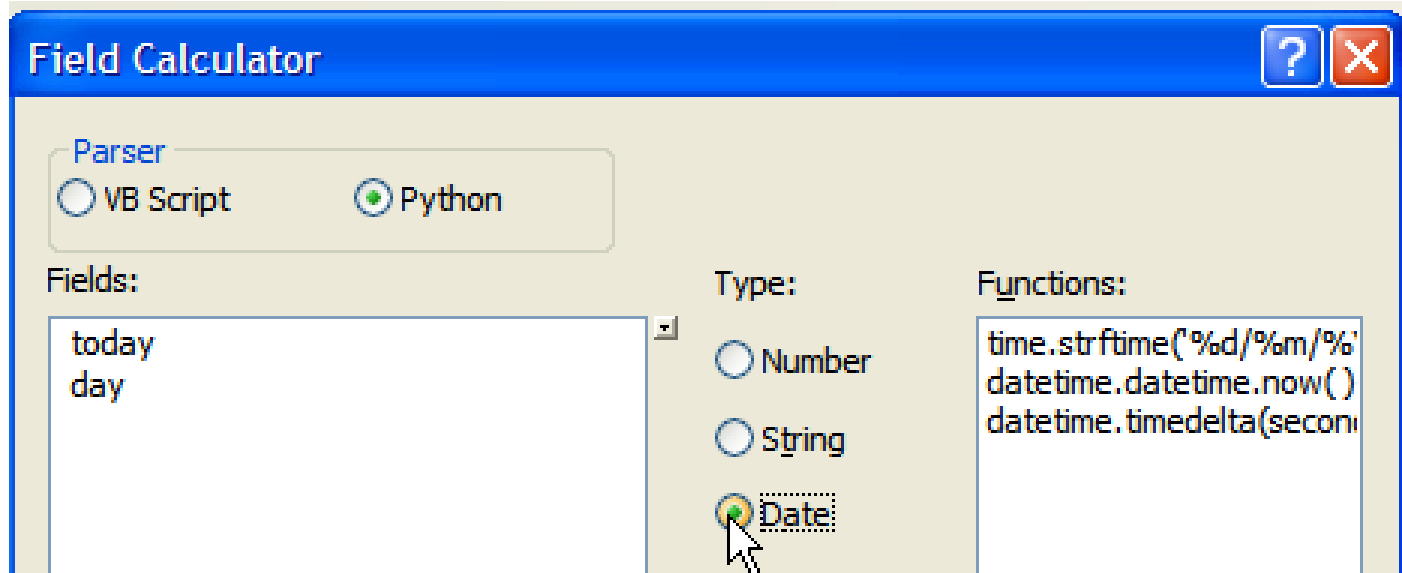 Field Calculator
Parser
VB Script
Python
Fields:
today
day
Type:
Number
String
Date
Functions:
time.strftime('%d/%m/%
datetime.datetime.now( )
datetime.timedelta(secon